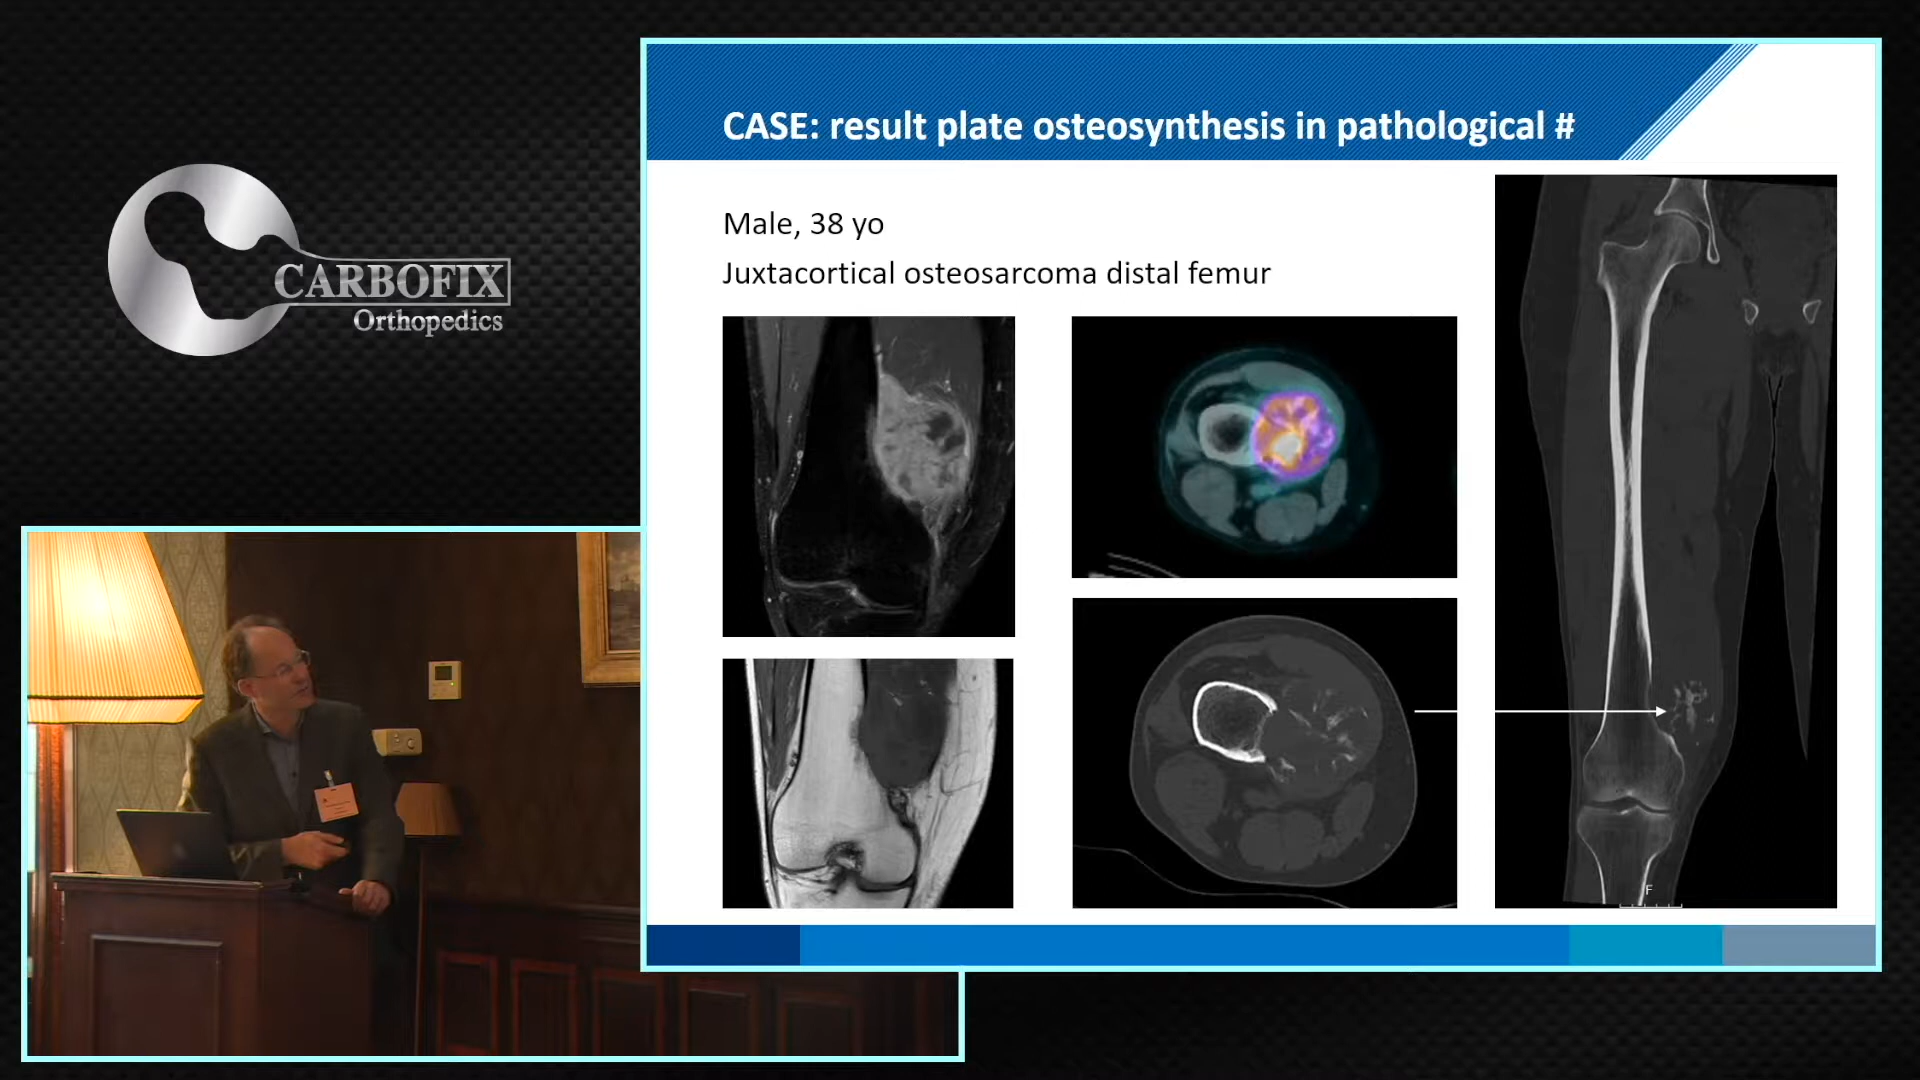 CARBOFIX
Orthopedics
CASE: result plate osteosynthesis in pathological #
Male, 38 yo
Juxtacortical osteosarcoma distal femur
F